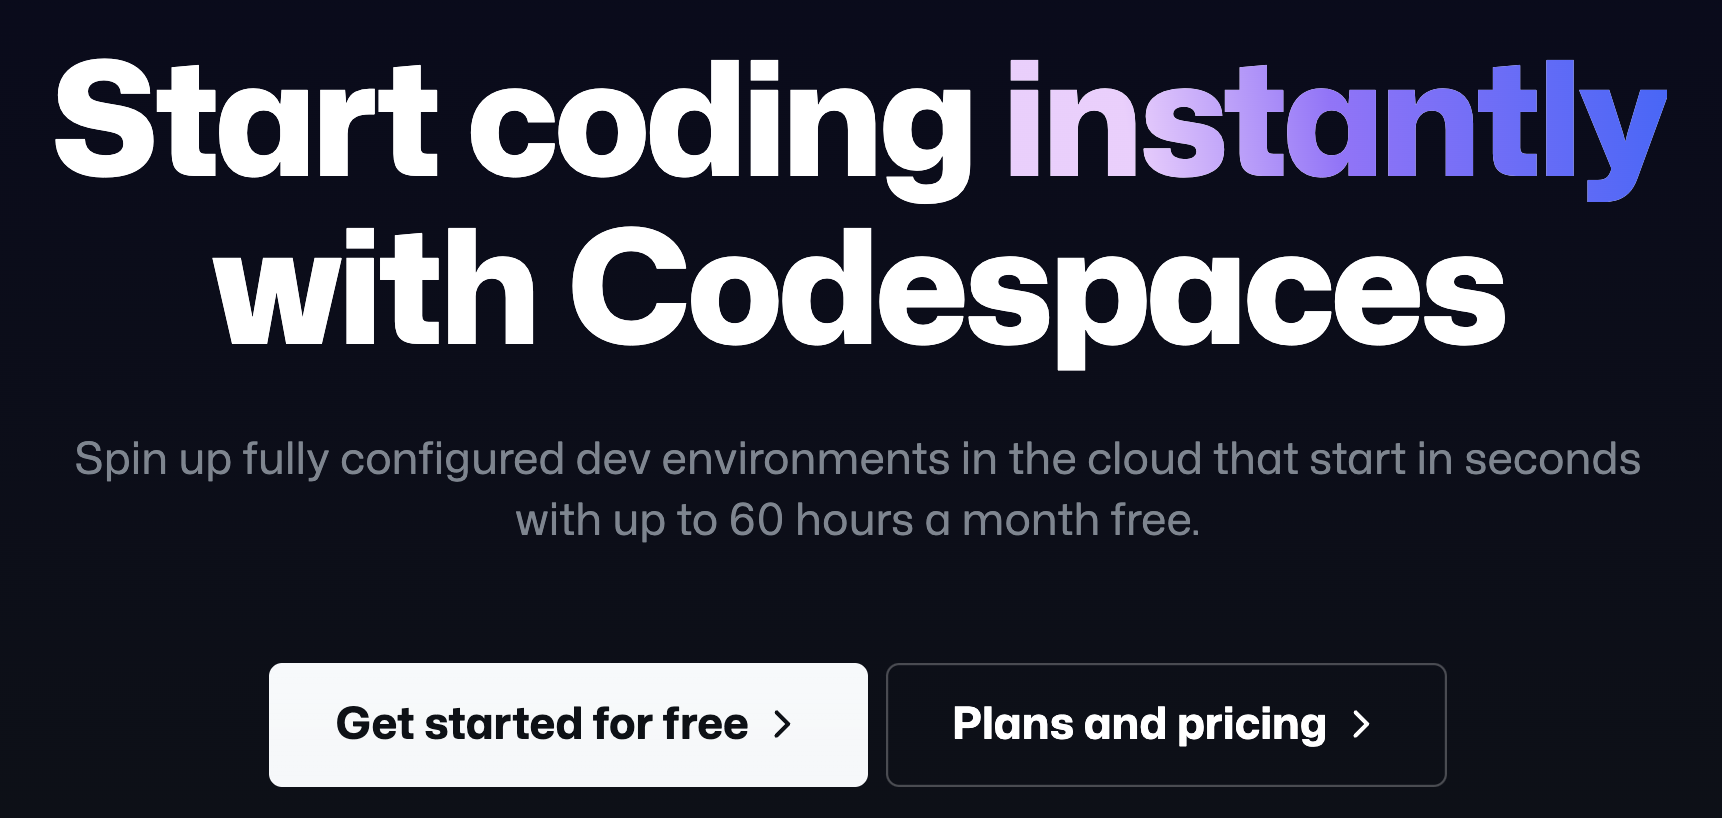 Start coding instantly
with Codespaces
Spin up fully configured dev environments in the cloud that start in seconds
with up to 60 hours a month free.
Get started for free
Plans and pricing